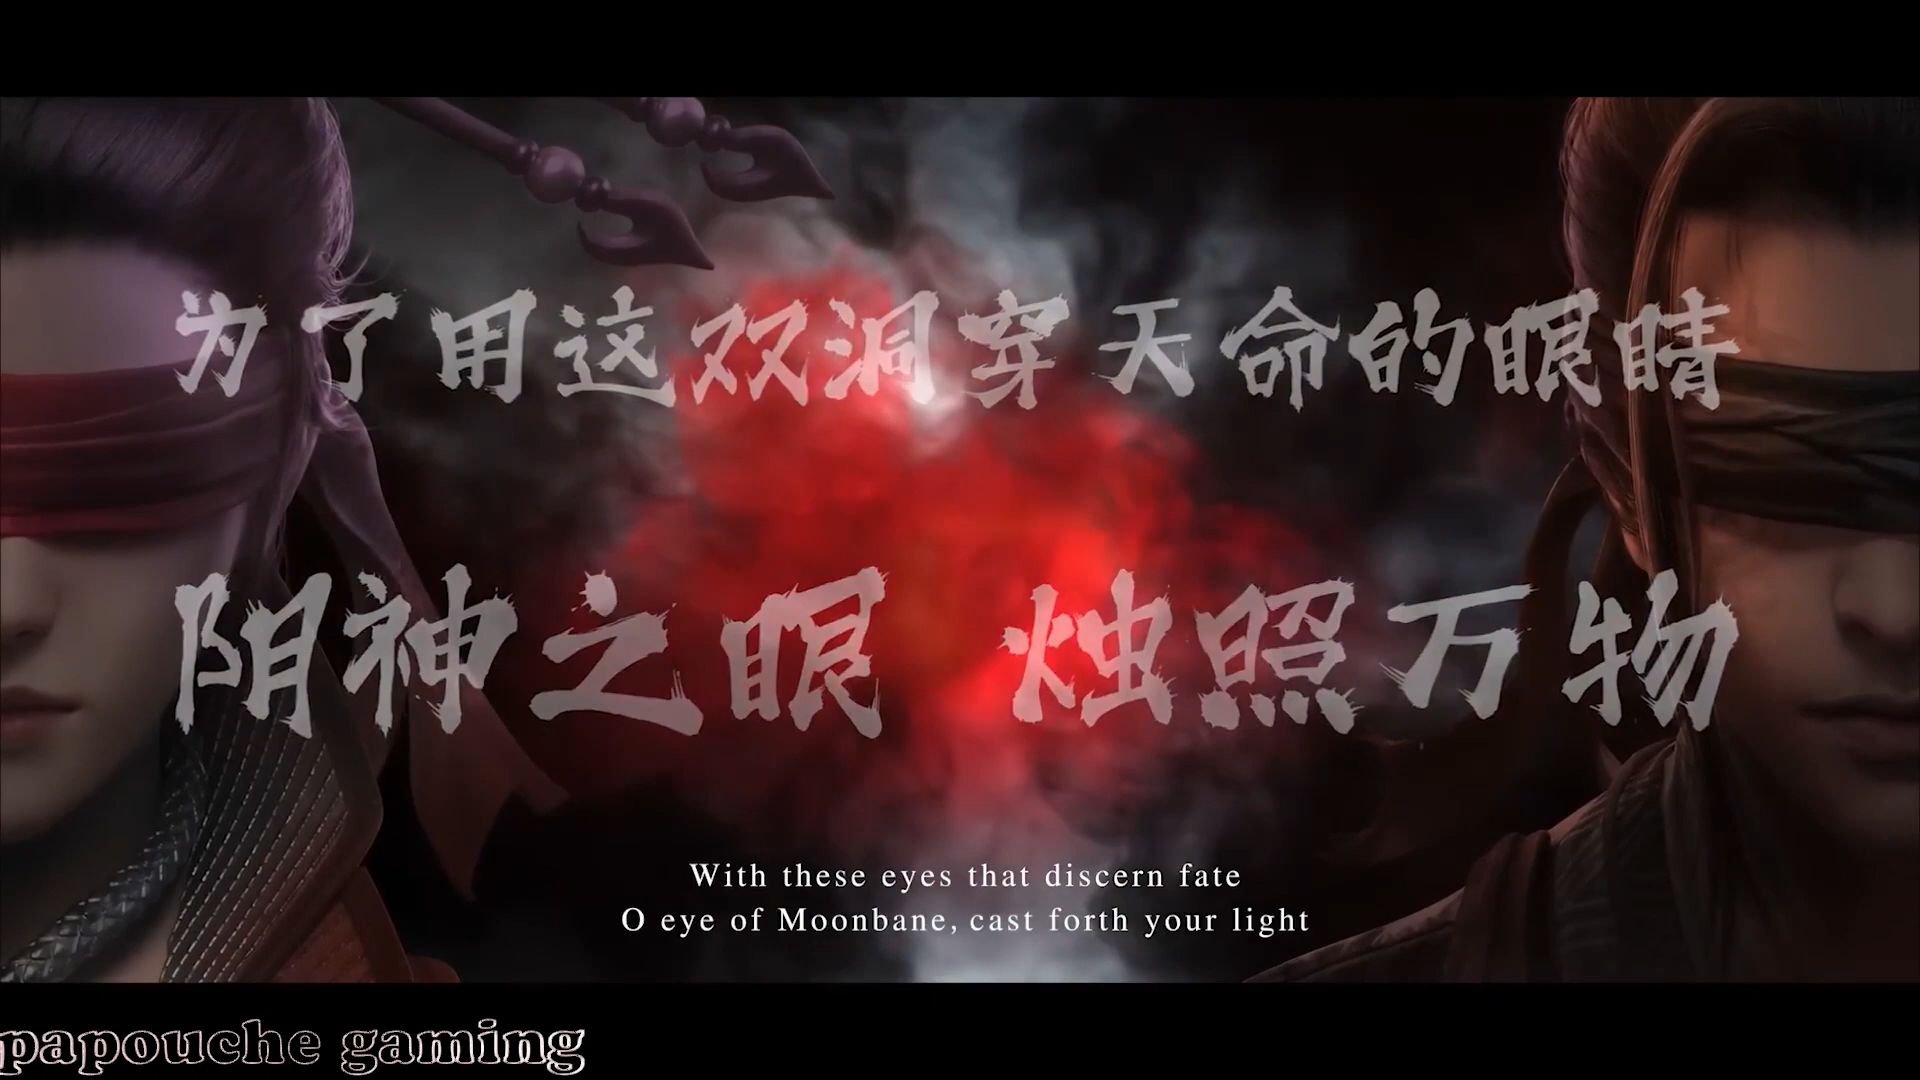 为了用这双洞穿天命的眼睛
阴神之眼 烛照万物
With these eyes that discern fate
O eye of Moonbane, cast forth your light
papouche gaming